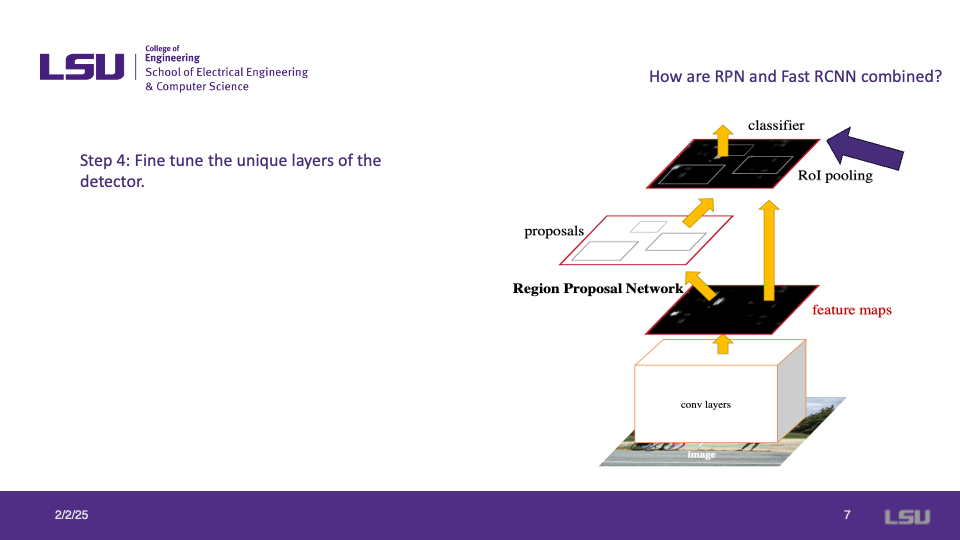 LSU
College of
Engineering
School of Electrical Engineering
& Computer Science
How are RPN and Fast RCNN combined?
Step 4: Fine tune the unique layers of the
detector.
classifier
RoI pooling
proposals
Region Proposal Network
feature maps
conv layers
image
2/2/25
7
LSU